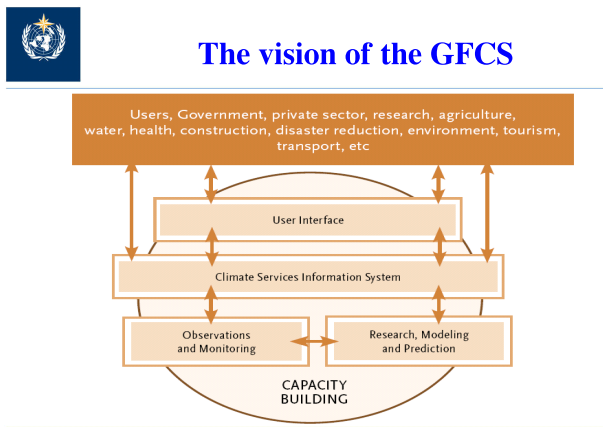 The vision of the GFCS
Users, Government, private sector, research, agriculture,
water, health, construction, disaster reduction, environment, tourism,
transport, etc
User Interface
Climate Services Information System
Observations
and Monitoring
Research, Modeling
and Prediction
CAPACITY
BUILDING